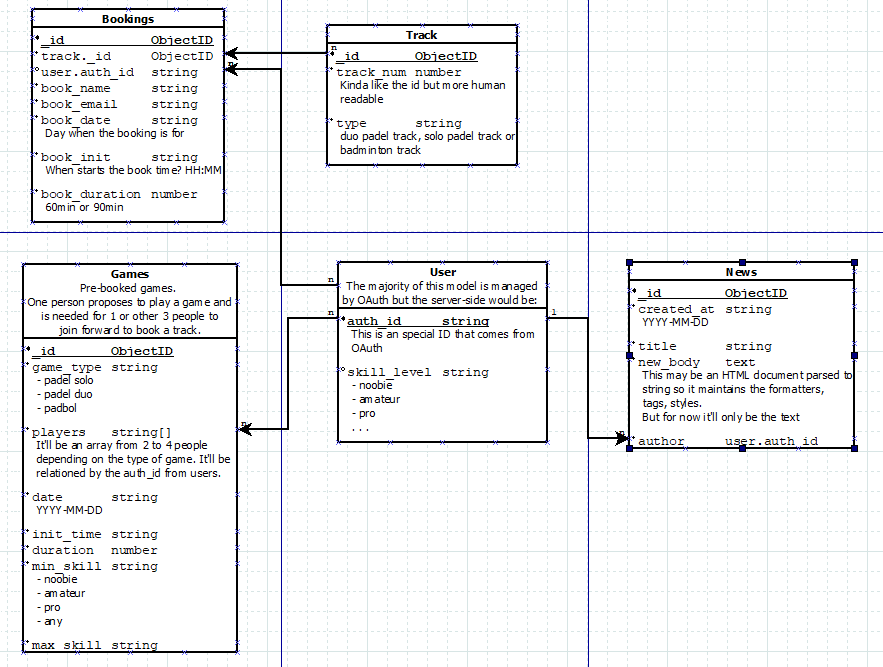 Bookings
_id ObjectID
track._id ObjectID
user.auth_id string
book_name string
book_email string
book_date string
Day when the booking is for
book_init string
When starts the book time? HH:MM
book_duration number
60min or 90min
Track
_id ObjectID
track_num number
Kinda like the id but more human
readable
type string
duo padel track, solo padel track or
badminton track
n
n
Games
Pre-booked games.
One person proposes to play a game and
is needed for 1 or other 3 people to
join forward to book a track.
_id ObjectID
game_type string
- padel solo
- padel duo
- padbol
players string[]
It'll be an array from 2 to 4 people
depending on the type of game. It'll be
relationed by the auth_id from users.
date string
YYYY-MM-DD
init_time string
duration number
min_skill string
- noobie
- amateur
- pro
- any
max_skill string
n
n
n
User
The majority of this model is managed
by OAuth but the server-side would be:
auth_id string
This is an special ID that comes from
OAuth
skill_level string
- noobie
- amateur
- pro
...
1
n
News
_id ObjectID
created_at string
YYYY-MM-DD
title string
new_body text
This may be an HTML document parsed to
string so it maintains the formatters,
tags, styles.
But for now it'll only be the text
author user.auth_id